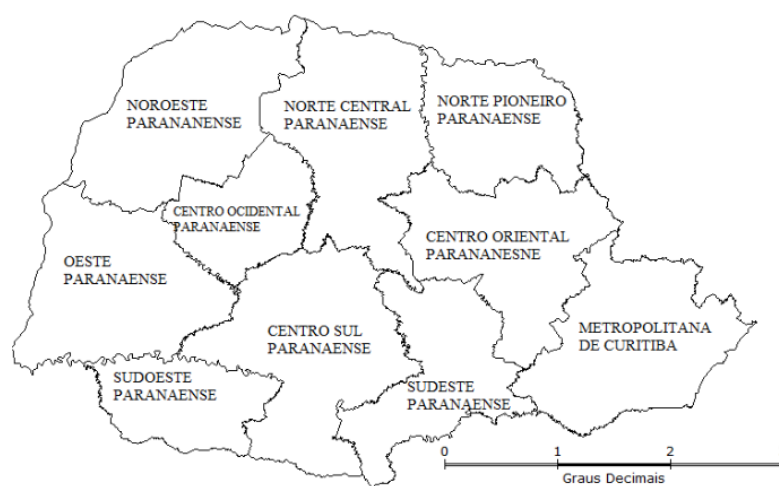 NOROESTE
PARANANENSE
NORTE CENTRAL
PARANAENSE
NORTE PIONEIRO
PARANAENSE
CENTRO OCIDENTAL
PARANAENSE
CENTRO ORIENTAL
PARANANESNE
OESTE
PARANAENSE
CENTRO SUL
PARANAENSE
METROPOLITANA
DE CURITIBA
SUDOESTE
PARANAENSE
SUDESTE
PARANAENSE
0 1 2
Graus Decimais